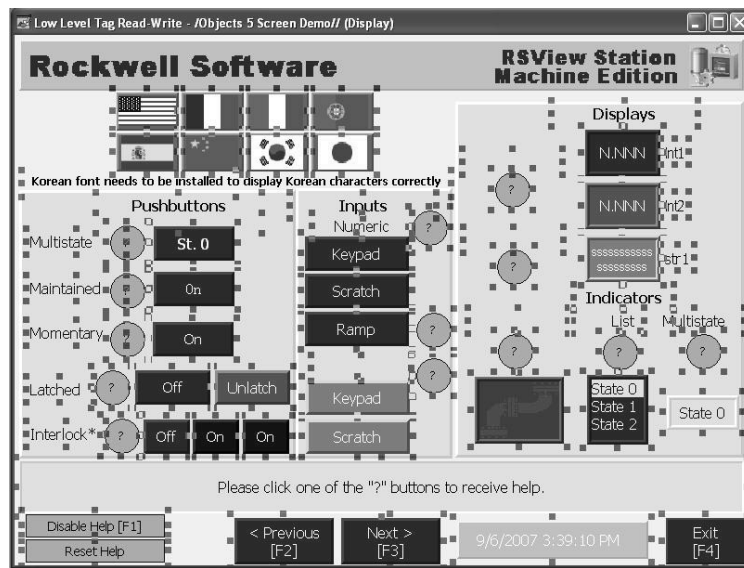 Low Level Tag Read-Write - /Objects 5 Screen Demo// (Display)
Rockwell Software
RSView Station
Machine Edition
Korean font needs to be installed to display Korean characters correctly
Pushbuttons
Multistate
St. 0
Maintained
On
Momentary
On
Latched
?
Off
Unlatch
Interlock*
?
Off
On
On
Inputs
Numeric
?
Keypad
Scratch
Ramp
?
?
Keypad
Scratch
Displays
?
N.NNN
Int1
N.NNN
Int2
?
SSSSSSSSSSS
SSSSSSSSS
str1
Indicators
List
Multistate
?
?
?
State 0
State 1
State 2
State 0
Please click one of the "?" buttons to receive help.
Disable Help [F1]
Reset Help
< Previous
[F2]
Next >
[F3]
9/6/2007 3:39:10 PM
Exit
[F4]